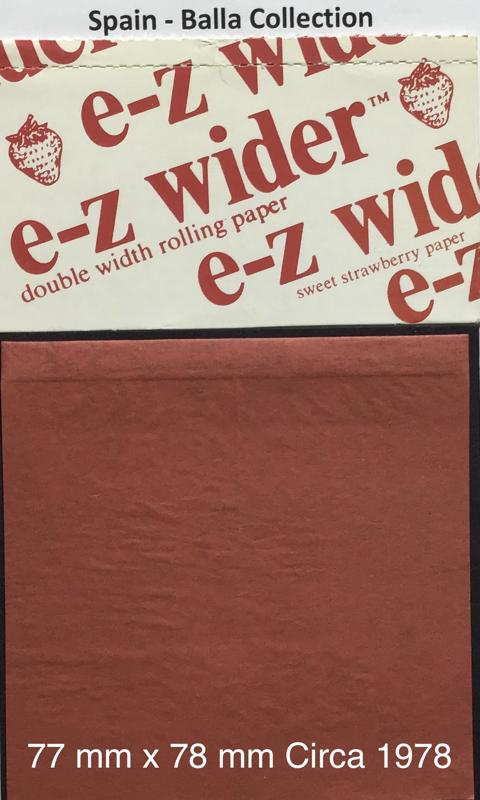 Spain - Balla Collection
e-z wider
e-z wider™
double width rolling paper
e-z wide
sweet strawberry paper
e-z
77 mm x 78 mm Circa 1978